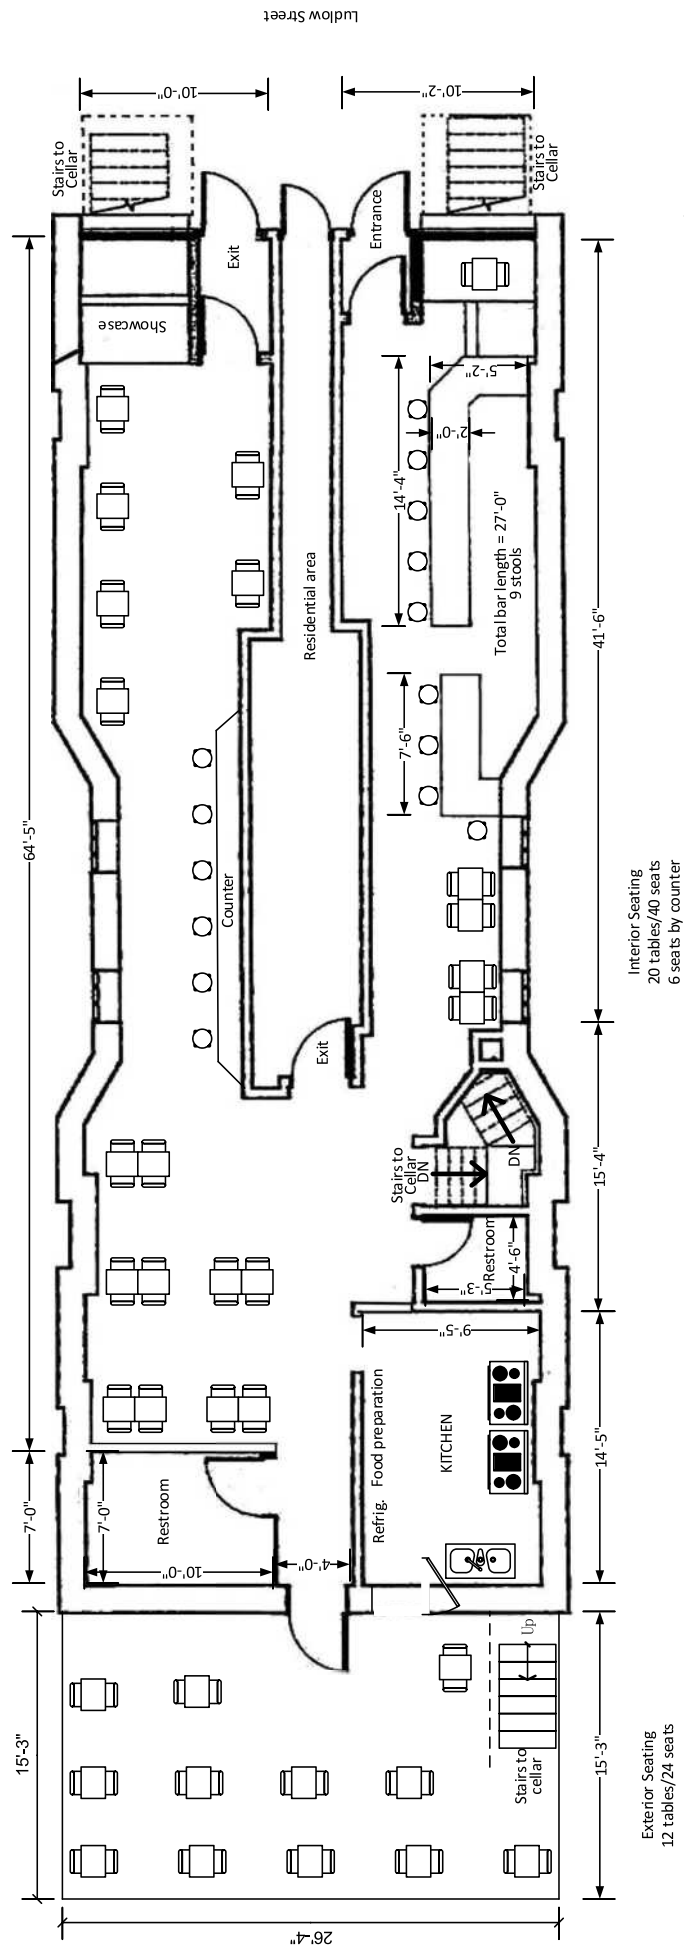 Ludlow Street
10'-0"
10'-2"
Stairs to
Cellar
Stairs to
Cellar
Exit
Entrance
Showcase
5'-2"
2'-0"
14'-4"
Total bar length = 27'-0"
9 stools
Residential area
41'-6"
7'-6"
64'-5"
Counter
Interior Seating
20 tables/40 seats
6 seats by counter
Exit
Stairs to
Cellar
DN
DN
15'-4"
Restroom
4'-6"
5'-3"
9'-5"
Food preparation
Refrig.
KITCHEN
14'-5"
7'-0"
7'-0"
Restroom
10'-0"
4'-0"
Up
15'-3"
15'-3"
Stairs to
cellar
Exterior Seating
12 tables/24 seats
26'-4"